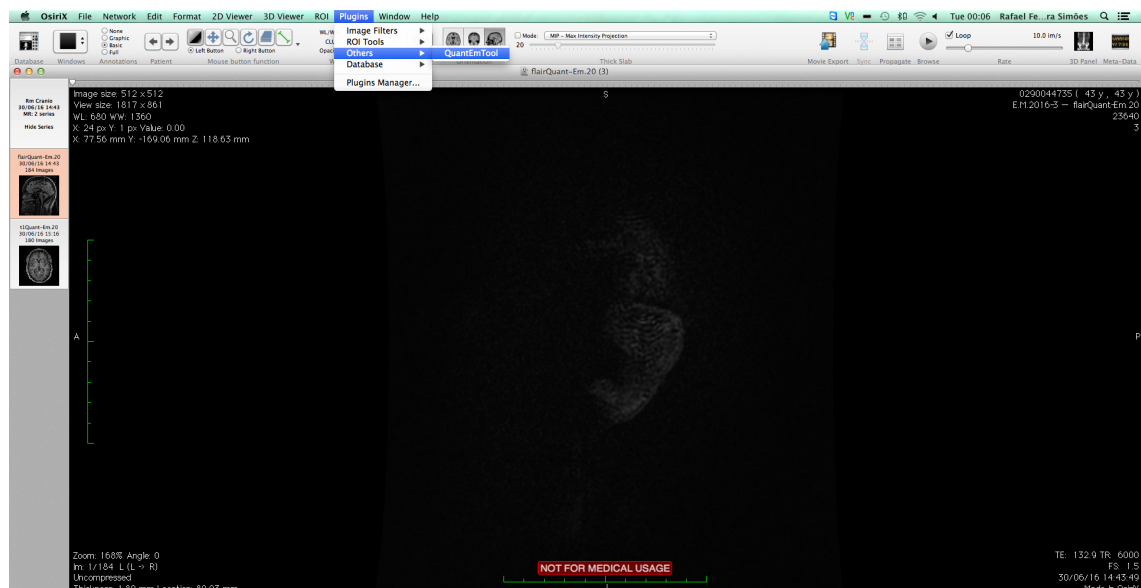 OsiriX File Network Edit Format 2D Viewer 3D Viewer ROI Plugins Window Help
Tue 00:06 Rafael Fe...ra Simões
Image Filters
ROI Tools
Others
Database
Plugins Manager...
QuantEmTool
None
Graphic
Basic
Full
Left Button Right Button
WL/W
CLU
Opac
Mode: MIP - Max Intensity Projection
20
Loop
10.0 im/s
Database Windows Annotations Patient Mouse button function
Thick Slab
Movie Export Sync Propagate Browse Rate 3D Panel Meta-Data
flairQuant-Em.20 (3)
Rm Cranio
30/06/16 14:43
MR: 2 series
Hide Series
flairQuant-Em.20
30/06/16 14:43
184 Images
t1Quant-Em.20
30/06/16 15:16
180 Images
Image size: 512 x 512
View size: 1817 x 861
WL: 680 WW: 1360
X: 24 px Y: 1 px Value: 0.00
X: 77.56 mm Y: -169.06 mm Z: 118.63 mm
S
0290044735 ( 43 y , 43 y )
E.M.2016-3 — flairQuant-Em.20
23640
3
A
P
Zoom: 168% Angle: 0
Im: 1/184 L (L -> R)
Uncompressed
NOT FOR MEDICAL USAGE
TE: 132.9 TR: 6000
FS: 1.5
30/06/16 14:43:49
Made In OsiriX